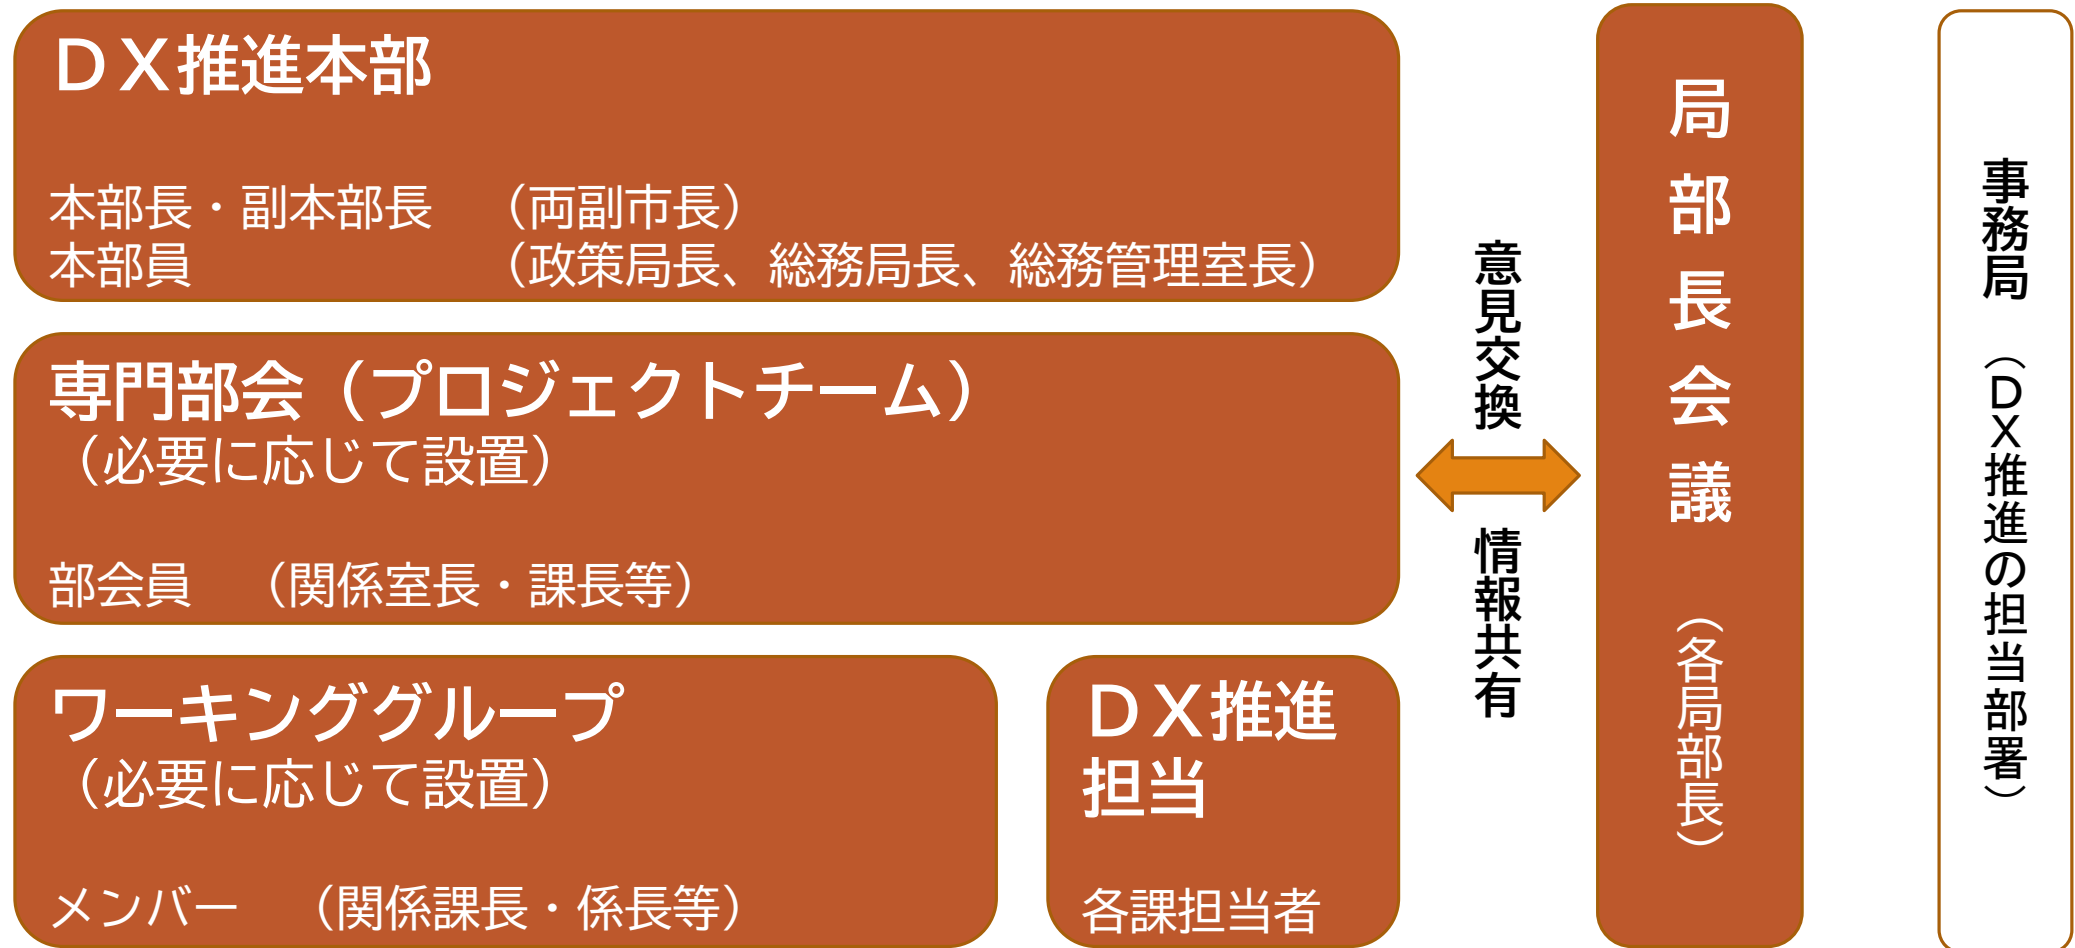 ＤＸ推進本部
本部長・副本部長　（両副市長）
本部員　（政策局長、総務局長、総務管理室長）
専門部会（プロジェクトチーム）
（必要に応じて設置）
部会員　（関係室長・課長等）
ワーキンググループ
（必要に応じて設置）
メンバー　（関係課長・係長等）
ＤＸ推進
担当
各課担当者
意見交換
情報共有
局部長会議　（各局部長）
事務局　（ＤＸ推進の担当部署）